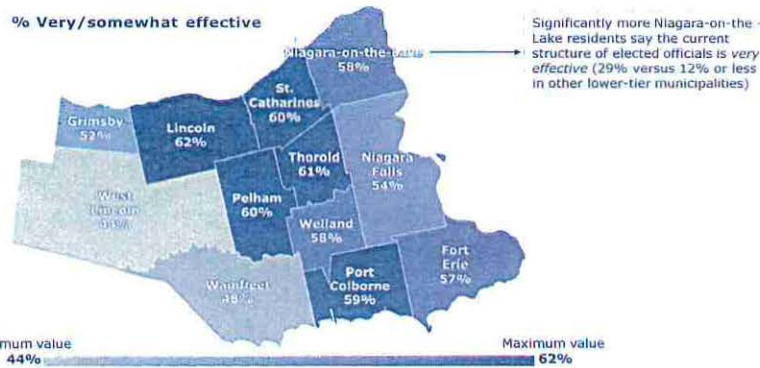 % Very/somewhat effective
Significantly more Niagara-on-the -
Lake residents say the current
structure of elected officials is very
effective (29% versus 12% or less
in other lower-tier municipalities)
Niagara-on-the-Lake
58%
St.
Catharines
60%
Grimsby
52%
Lincoln
62%
Thorold
61%
Niagara
Falls
54%
West
Lincoln
44%
Pelham
60%
Welland
58%
Fort
Erie
57%
Wainfleet
48%
Port
Colborne
59%
mum value
44%
Maximum value
62%